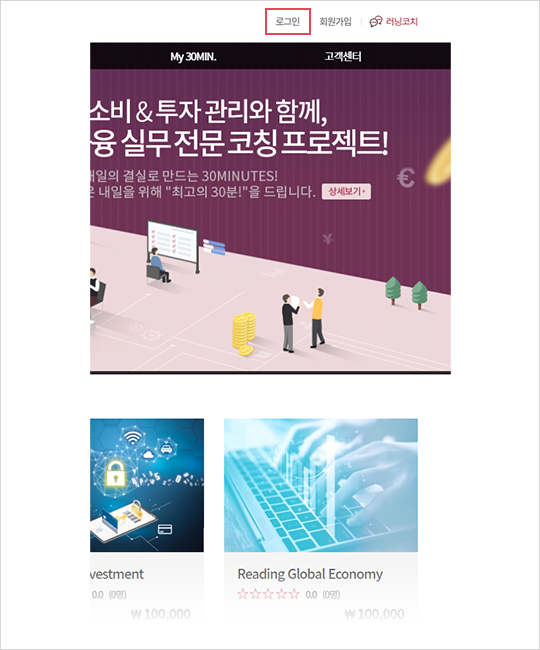 로그인 회원가입 러닝코치
My 30MIN. 고객센터
소비 & 투자 관리와 함께,
융 실무 전문 코칭 프로젝트!
내일의 결실로 만드는 30MINUTES!
은 내일을 위해 "최고의 30분!"을 드립니다. 상세보기
vestment
0.0 (0명)
₩ 100,000
Reading Global Economy
0.0 (0명)
₩ 100,000